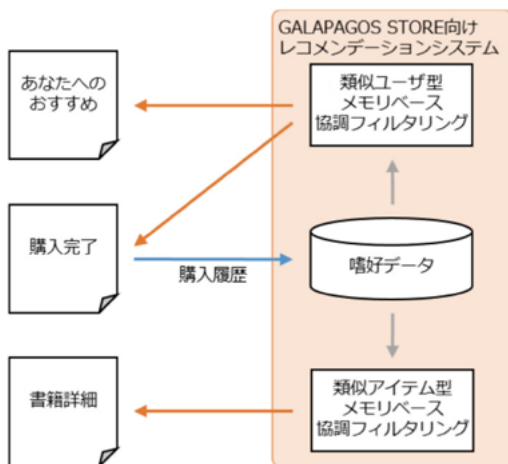 GALAPAGOS STORE向け
レコメンデーションシステム
あなたへの
おすすめ
類似ユーザ型
メモリベース
協調フィルタリング
購入完了
購入履歴
嗜好データ
書籍詳細
類似アイテム型
メモリベース
協調フィルタリング